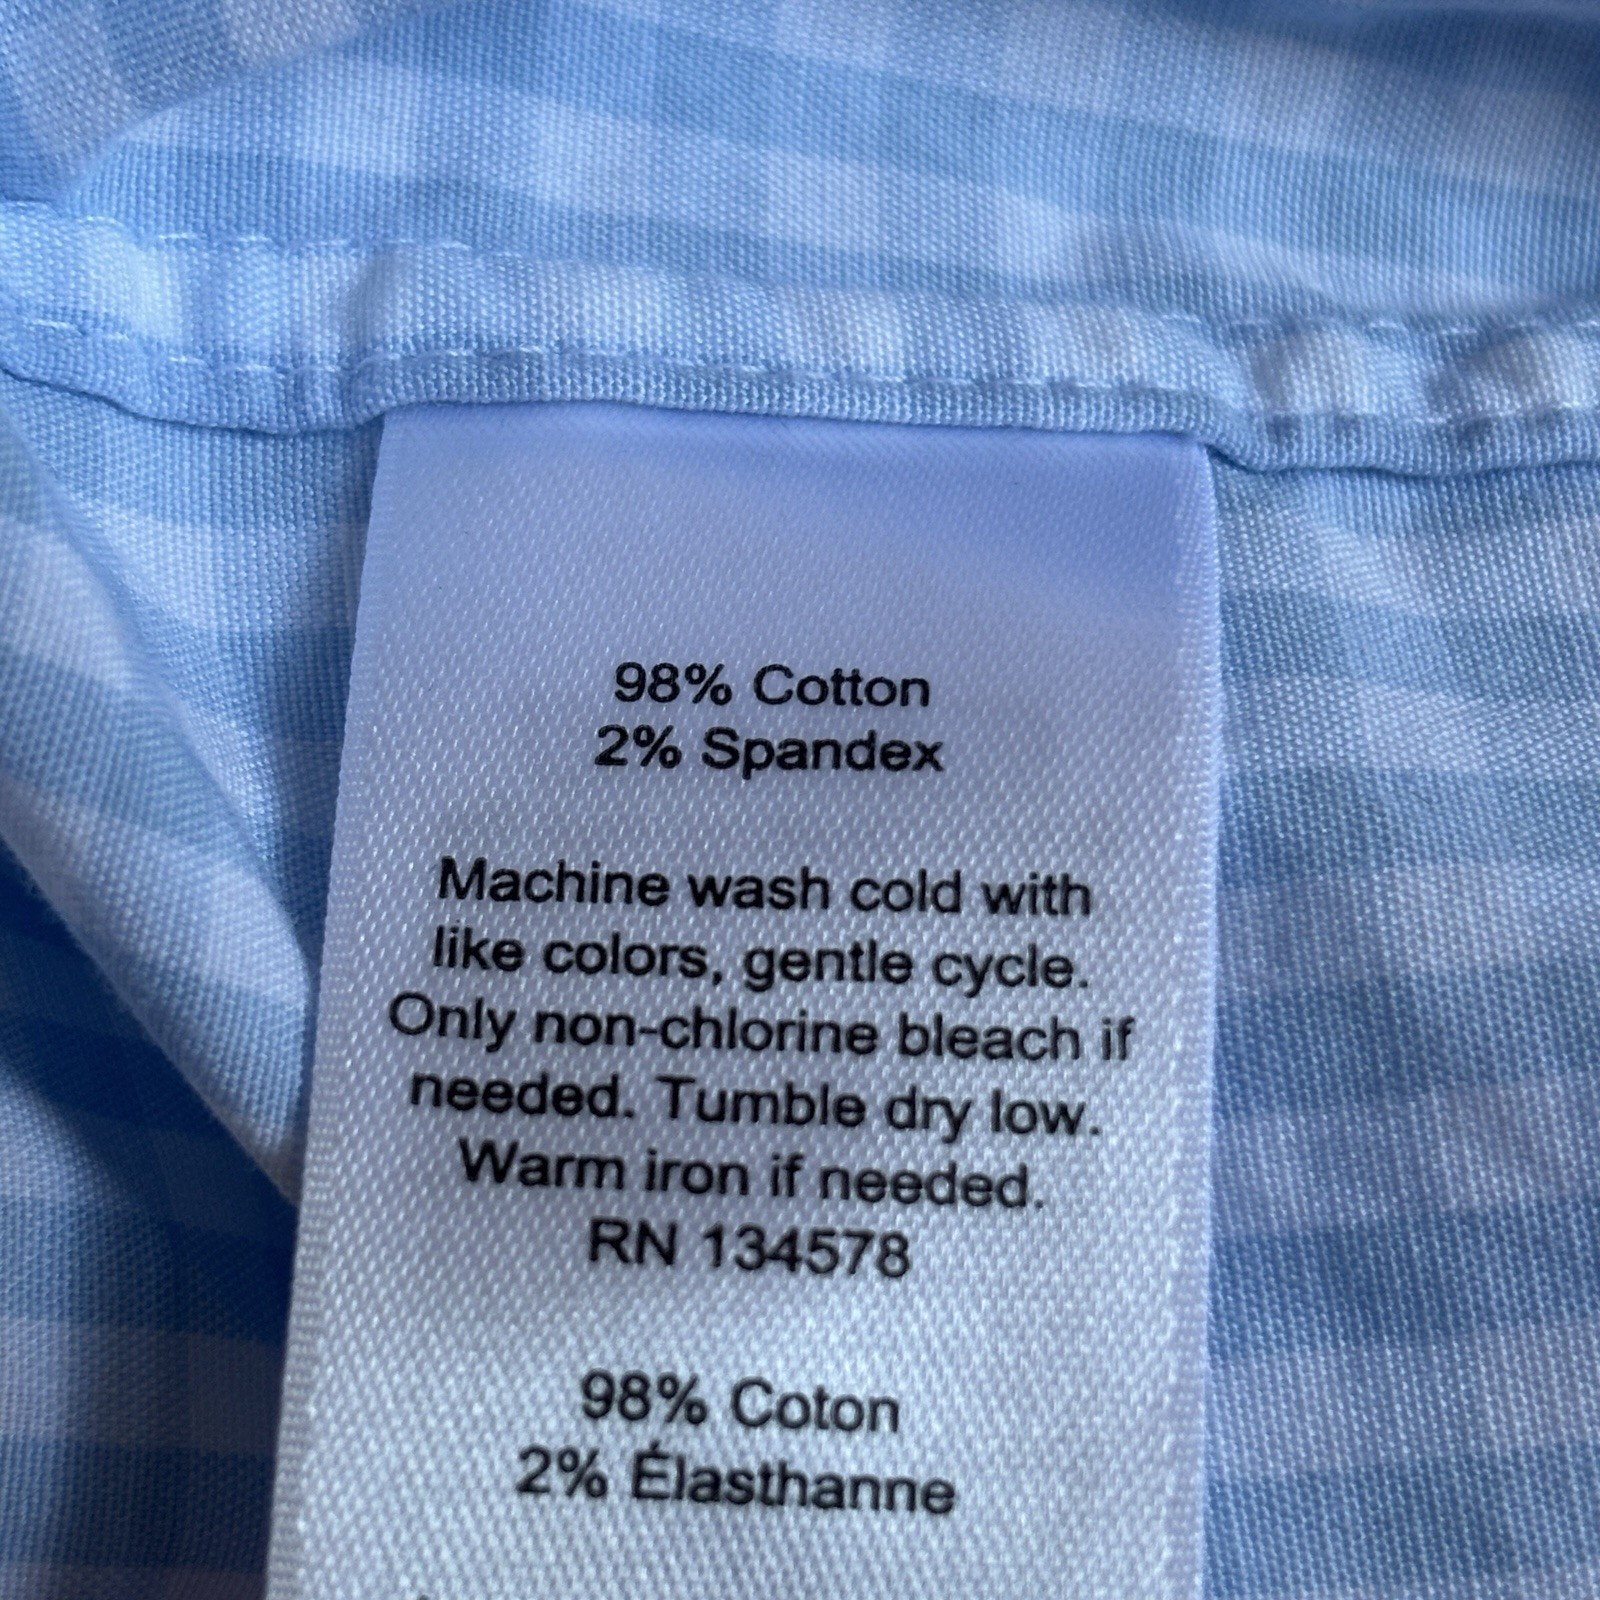 98% Cotton
2% Spandex
Machine wash cold with
like colors, gentle cycle.
Only non-chlorine bleach if
needed. Tumble dry low.
Warm iron if needed.
RN 134578
98% Coton
2% Élasthanne